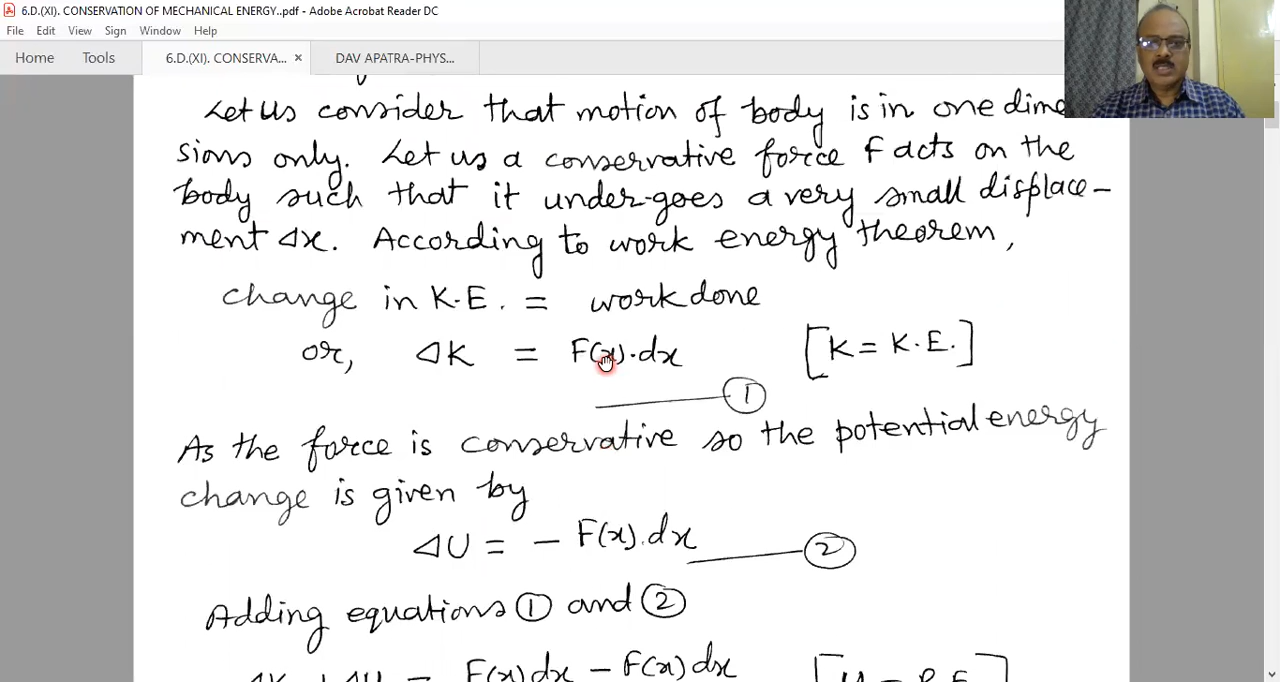 6.D.(XI). CONSERVATION OF MECHANICAL ENERGY..pdf - Adobe Acrobat Reader DC
File Edit View Sign Window Help
Home Tools 6.D.(XI). CONSERVA... × DAV APATRA-PHYS...
Let us consider that motion of body is in one dime
sions only. Let us a conservative force F acts on the
body such that it under-goes a very small displace-
ment Δx. According to work energy theorem,
change in K.E. = work done
or, ΔK = F(x).dx [K = K.E.]
①
As the force is conservative so the potential energy
change is given by
ΔU = - F(x).dx ②
Adding equations ① and ②
F(x)dx - F(x)dx